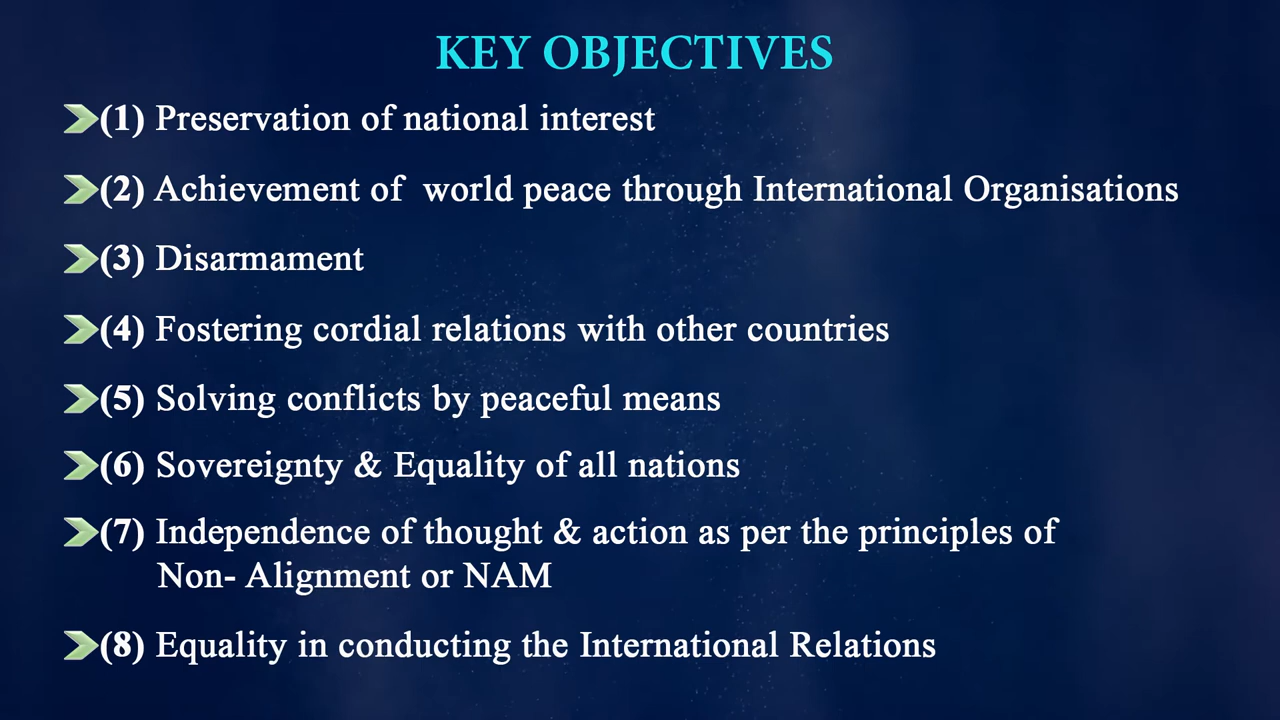 KEY OBJECTIVES
(1) Preservation of national interest
(2) Achievement of world peace through International Organisations
(3) Disarmament
(4) Fostering cordial relations with other countries
(5) Solving conflicts by peaceful means
(6) Sovereignty & Equality of all nations
(7) Independence of thought & action as per the principles of
Non- Alignment or NAM
(8) Equality in conducting the International Relations